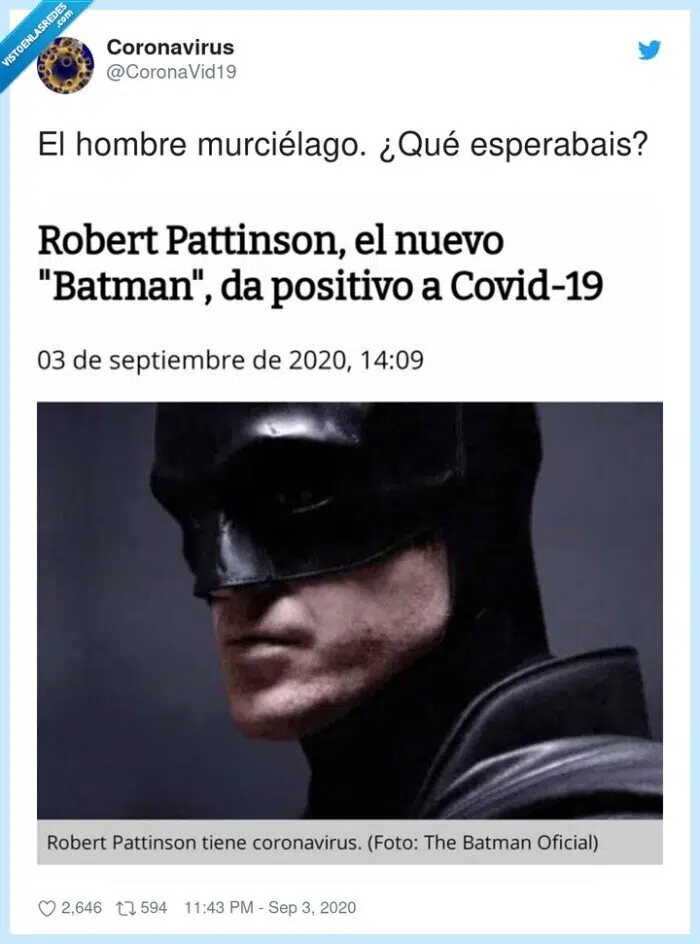 VISTOENLASREDES
.com
Coronavirus
@CoronaVid19
El hombre murciélago. ¿Qué esperabais?
Robert Pattinson, el nuevo
"Batman", da positivo a Covid-19
03 de septiembre de 2020, 14:09
Robert Pattinson tiene coronavirus. (Foto: The Batman Oficial)
2,646 594 11:43 PM - Sep 3, 2020